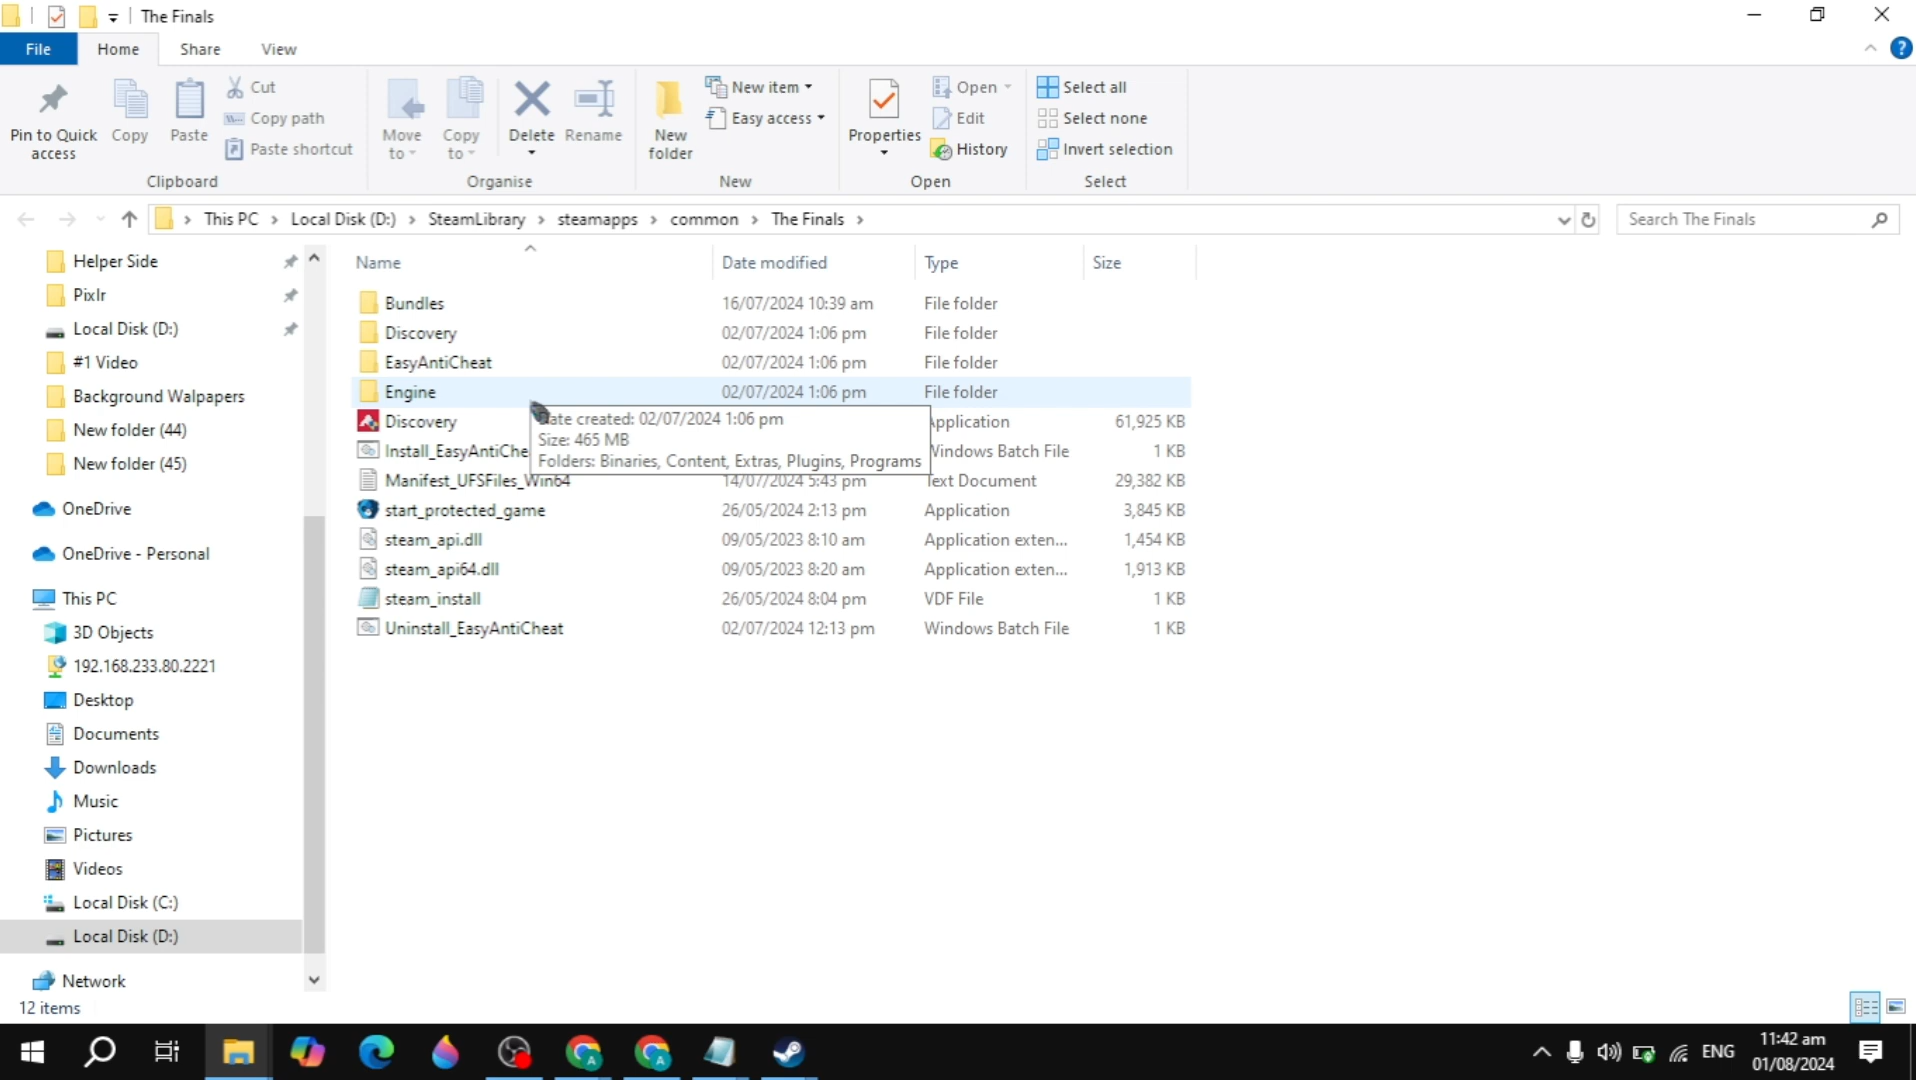 The Finals
File Home Share View
Pin to Quick access
Copy
Paste
Cut
Copy path
Paste shortcut
Clipboard
Move to
Copy to
Delete
Rename
Organise
New folder
New item
Easy access
New
Properties
Open
Edit
History
Open
Select all
Select none
Invert selection
Select
This PC > Local Disk (D:) > SteamLibrary > steamapps > common > The Finals >
Search The Finals
Helper Side
Pixlr
Local Disk (D:)
#1 Video
Background Walpapers
New folder (44)
New folder (45)
OneDrive
OneDrive - Personal
This PC
3D Objects
192.168.233.80.2221
Desktop
Documents
Downloads
Music
Pictures
Videos
Local Disk (C:)
Local Disk (D:)
Network
Name Date modified Type Size
Bundles 16/07/2024 10:39 am File folder
Discovery 02/07/2024 1:06 pm File folder
EasyAntiCheat 02/07/2024 1:06 pm File folder
Engine 02/07/2024 1:06 pm File folder
Discovery Application 61,925 KB
Install_EasyAntiChe Windows Batch File 1 KB
Manifest_UFSFiles_Win64 14/07/2024 5:43 pm Text Document 29,382 KB
start_protected_game 26/05/2024 2:13 pm Application 3,845 KB
steam_api.dll 09/05/2023 8:10 am Application exten... 1,454 KB
steam_api64.dll 09/05/2023 8:20 am Application exten... 1,913 KB
steam_install 26/05/2024 8:04 pm VDF File 1 KB
Uninstall_EasyAntiCheat 02/07/2024 12:13 pm Windows Batch File 1 KB
Date created: 02/07/2024 1:06 pm
Size: 465 MB
Folders: Binaries, Content, Extras, Plugins, Programs
12 items
ENG
11:42 am
01/08/2024